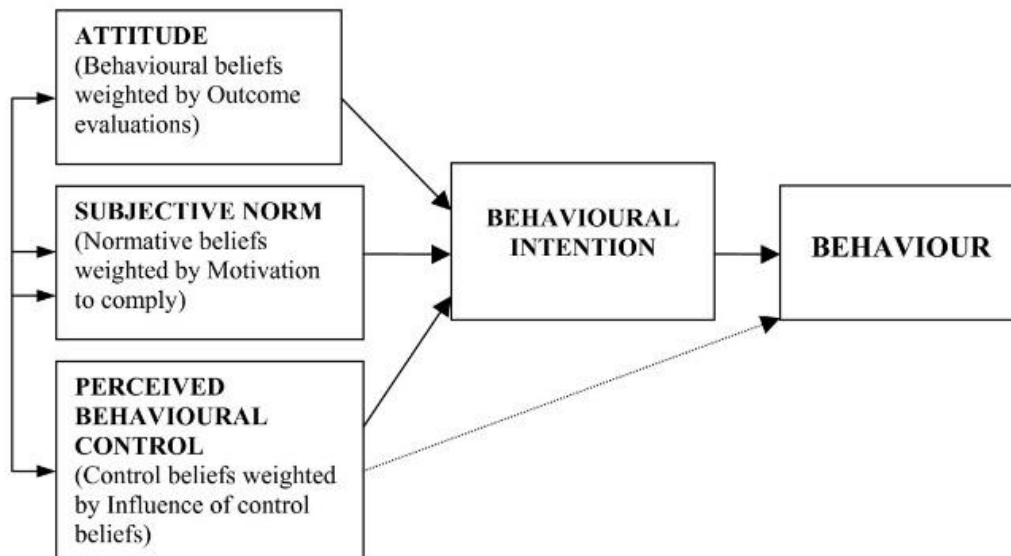 ATTITUDE
(Behavioural beliefs
weighted by Outcome
evaluations)
SUBJECTIVE NORM
(Normative beliefs
weighted by Motivation
to comply)
PERCEIVED
BEHAVIOURAL
CONTROL
(Control beliefs weighted
by Influence of control
beliefs)
BEHAVIOURAL
INTENTION
BEHAVIOUR